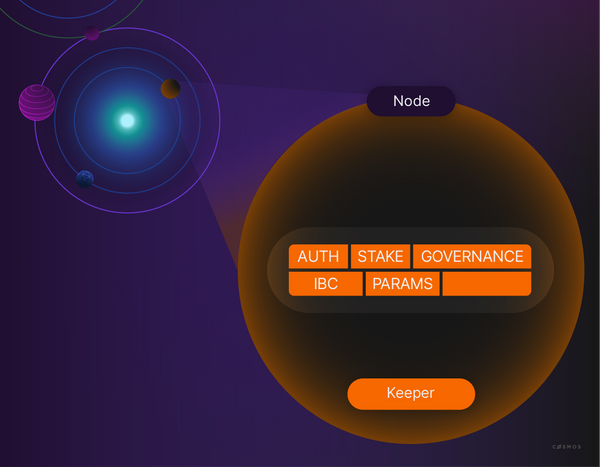 Node
AUTH STAKE GOVERNANCE
IBC PARAMS
Keeper
COSMOS